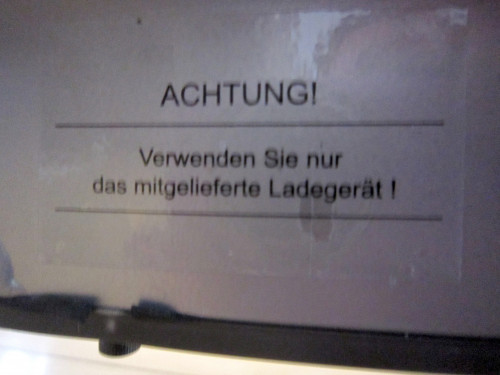 ACHTUNG!
Verwenden Sie nur
das mitgelieferte Ladegerät !